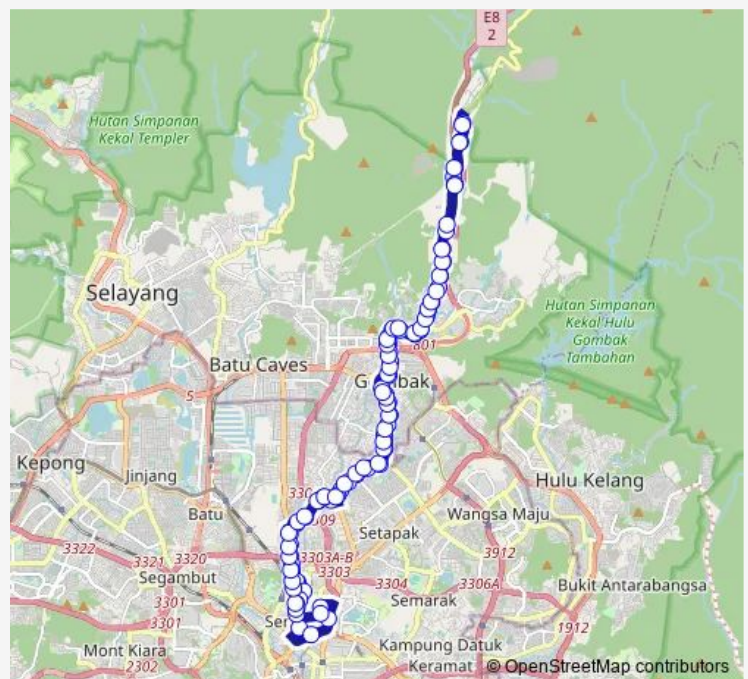 E8
2
Hutan Simpanan
Kekal Templer
Selayang
Hutan Simpanan
Kekal Hulu
Gombak
Tambahan
801
Batu Caves
5
Kepong
Jinjang
Hulu Kelang
Batu
Wangsa Maju
Setapak
3322
3321
3320
3303A-B
3303
3912
Segambut
3304
3306A
Bukit Antarabangsa
3301
Semarak
3301
1912
Mont Kiara
2302
Kampung Datuk
Keramat
© OpenStreetMap contributors